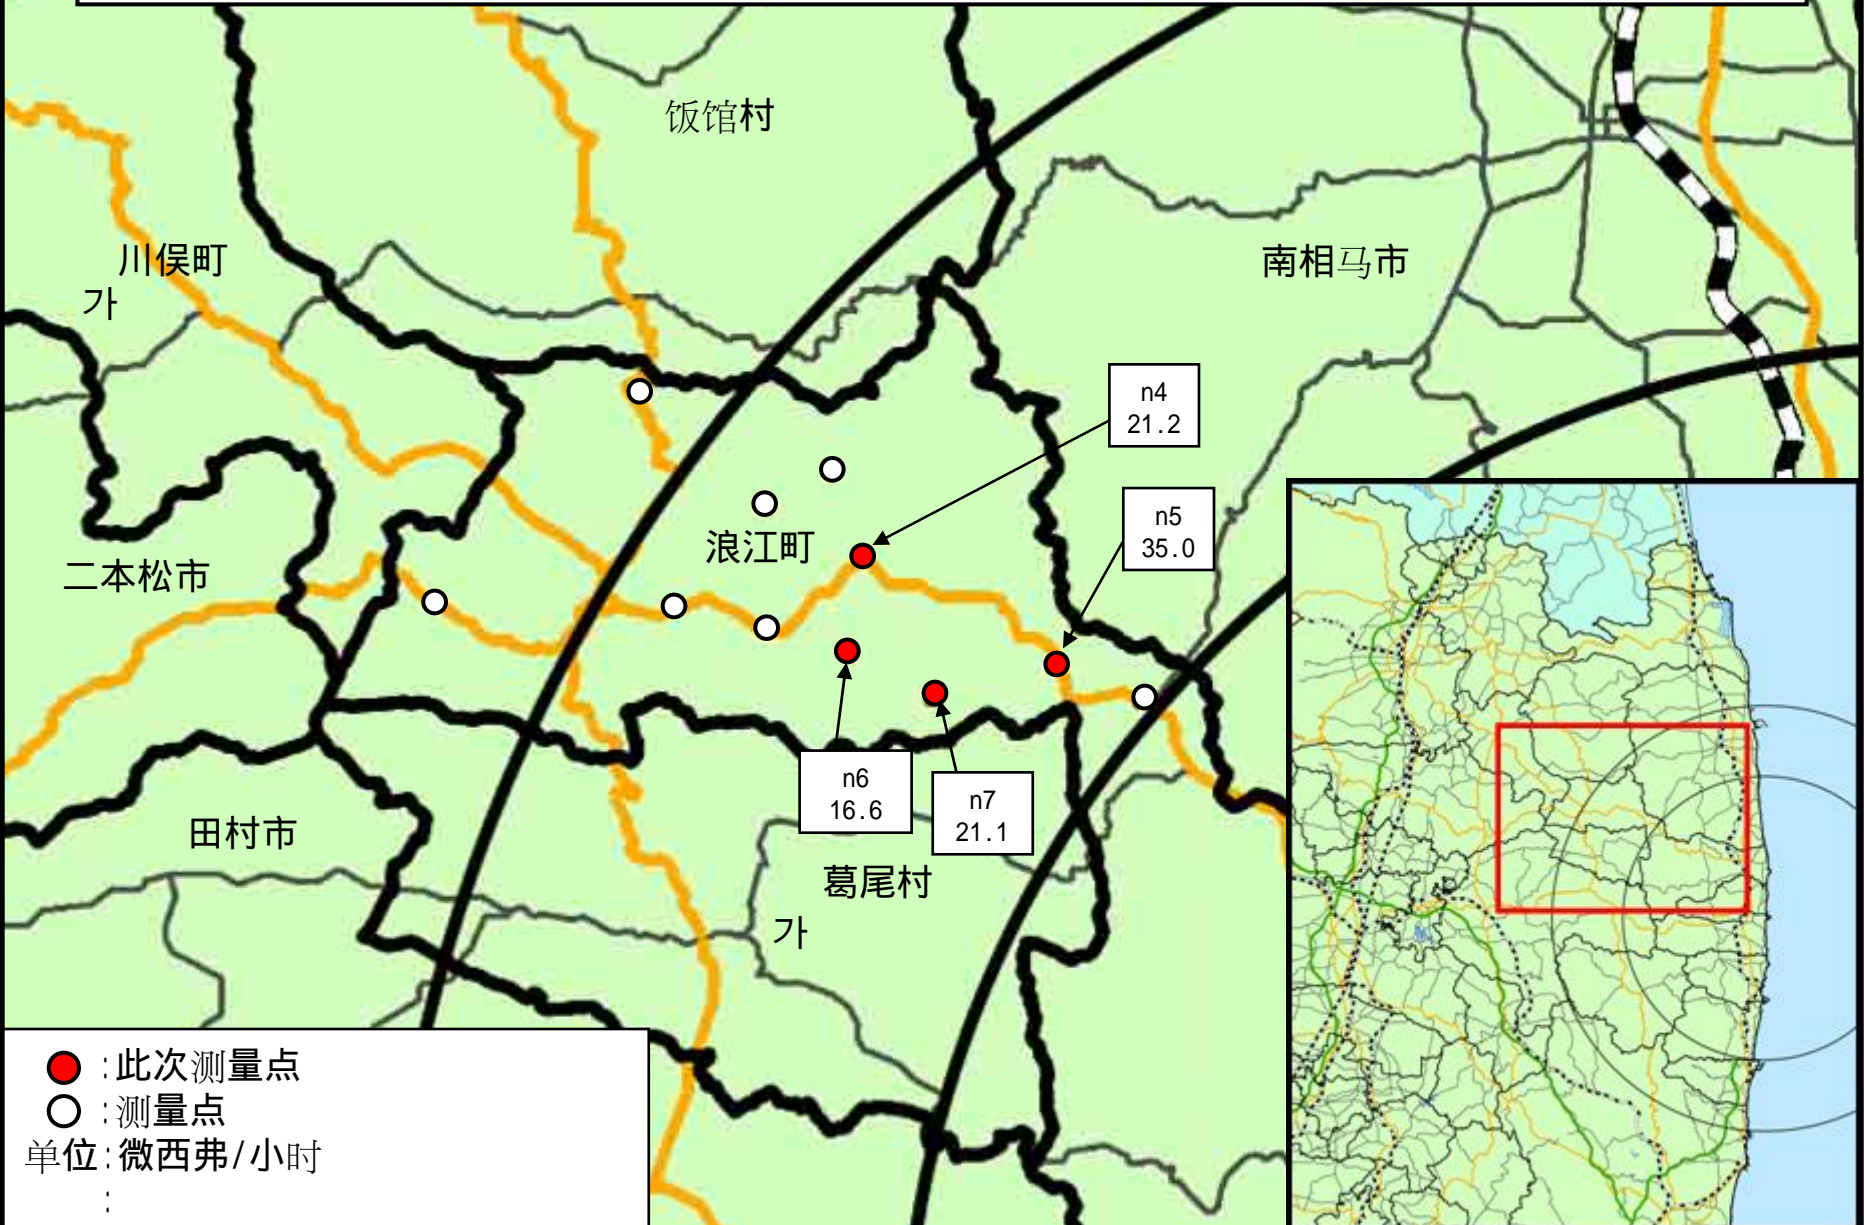 饭馆村
川俣町
가
南相马市
n4
21.2
n5
35.0
浪江町
二本松市
n6
16.6
n7
21.1
田村市
葛尾村
가
:此次测量点
:测量点
单位:微西弗/小时
: